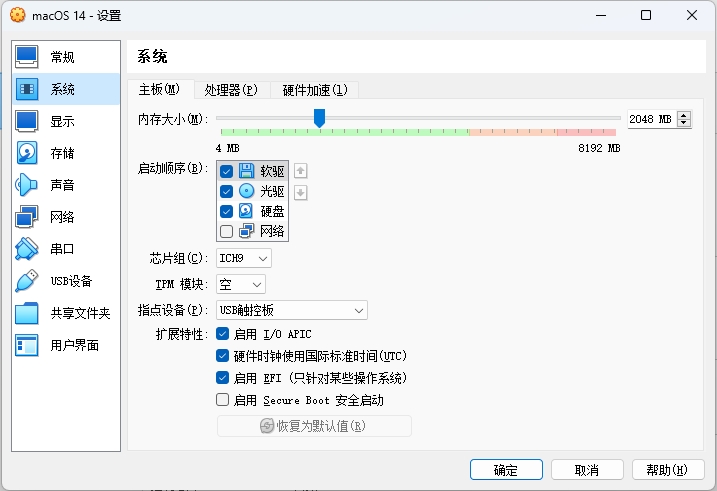 macOS 14 - 设置
常规
系统
显示
存储
声音
网络
串口
USB设备
共享文件夹
用户界面
系统
主板(M) 处理器(P) 硬件加速(l)
内存大小(M): 2048 MB
4 MB 8192 MB
启动顺序(B): 软驱
光驱
硬盘
网络
芯片组(C): ICH9
TPM 模块: 空
指点设备(P): USB触控板
扩展特性: 启用 I/O APIC
硬件时钟使用国际标准时间(UTC)
启用 EFI (只针对某些操作系统)
启用 Secure Boot 安全启动
恢复为默认值(R)
确定 取消 帮助(H)